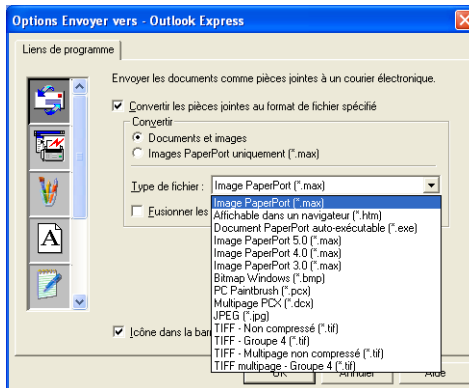 Options Envoyer vers - Outlook Express
Liens de programme
Envoyer les documents comme pièces jointes à un courier électronique.
Convertir les pièces jointes au format de fichier spécifié
Convertir
Documents et images
Images PaperPort uniquement (*.max)
Type de fichier : Image PaperPort (*.max)
Fusionner les
Image PaperPort (*.max)
Affichable dans un navigateur (*.htm)
Document PaperPort auto-exécutable (*.exe)
Image PaperPort 5.0 (*.max)
Image PaperPort 4.0 (*.max)
Image PaperPort 3.0 (*.max)
Bitmap Windows (*.bmp)
PC Paintbrush (*.pcx)
Multipage PCX (*.dcx)
JPEG (*.jpg)
TIFF - Non compressé (*.tif)
TIFF - Groupe 4 (*.tif)
TIFF - Multipage non compressé (*.tif)
TIFF multipage - Groupe 4 (*.tif)
Icône dans la bar
OK Annuler Aide